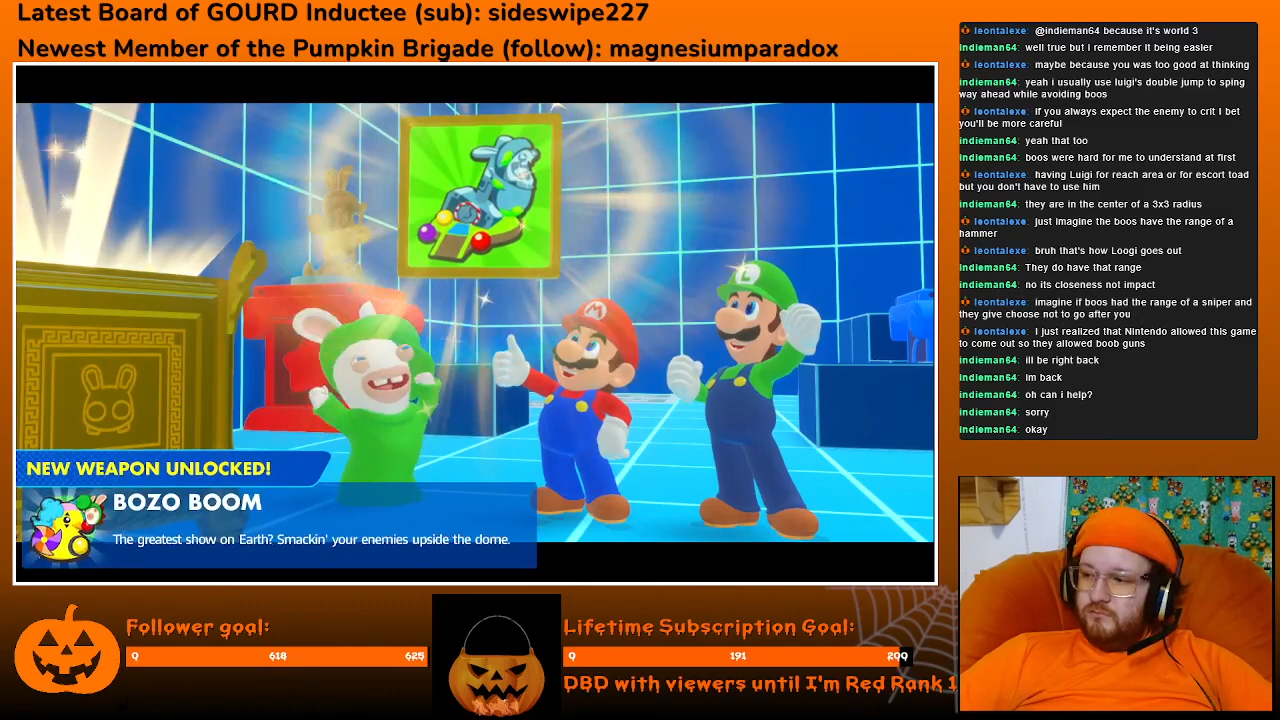 Latest Board of GOURD Inductee (sub): sideswipe227
Newest Member of the Pumpkin Brigade (follow): magnesiumparadox
leontalexe: @indieman64 because it's world 3
indieman64: well true but i remember it being easier
leontalexe: maybe because you was too good at thinking
indieman64: yeah i usually use luigi's double jump to sping
way ahead while avoiding boos
leontalexe: if you always expect the enemy to crit I bet
you'll be more careful
indieman64: yeah that too
indieman64: boos were hard for me to understand at first
leontalexe: having Luigi for reach area or for escort toad
but you don't have to use him
indieman64: they are in the center of a 3x3 radius
leontalexe: just imagine the boos have the range of a
hammer
leontalexe: bruh that's how Loogi goes out
indieman64: They do have that range
indieman64: no its closeness not impact
leontalexe: imagine if boos had the range of a sniper and
they give choose not to go after you
leontalexe: I just realized that Nintendo allowed this game
to come out so they allowed boob guns
indieman64: ill be right back
indieman64: im back
indieman64: oh can i help?
indieman64: sorry
indieman64: okay
M
L
NEW WEAPON UNLOCKED!
BOZO BOOM
The greatest show on Earth? Smackin' your enemies upside the dome.
Follower goal:
0 618 625
Lifetime Subscription Goal:
0 191 200
DBD with viewers until I'm Red Rank 1